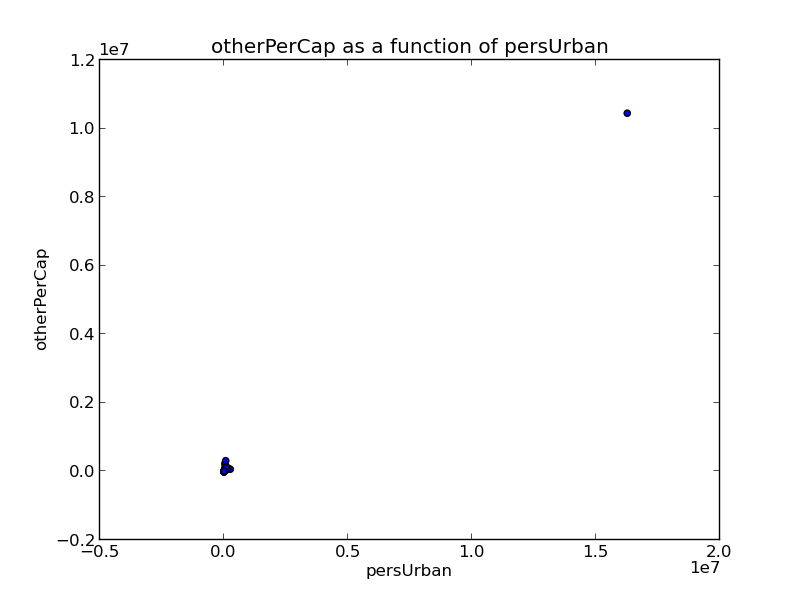 otherPerCap as a function of persUrban
1e7
1.2
1.0
0.8
0.6
0.4
0.2
0.0
−0.2
otherPerCap
−0.5 0.0 0.5 1.0 1.5 2.0
1e7
persUrban